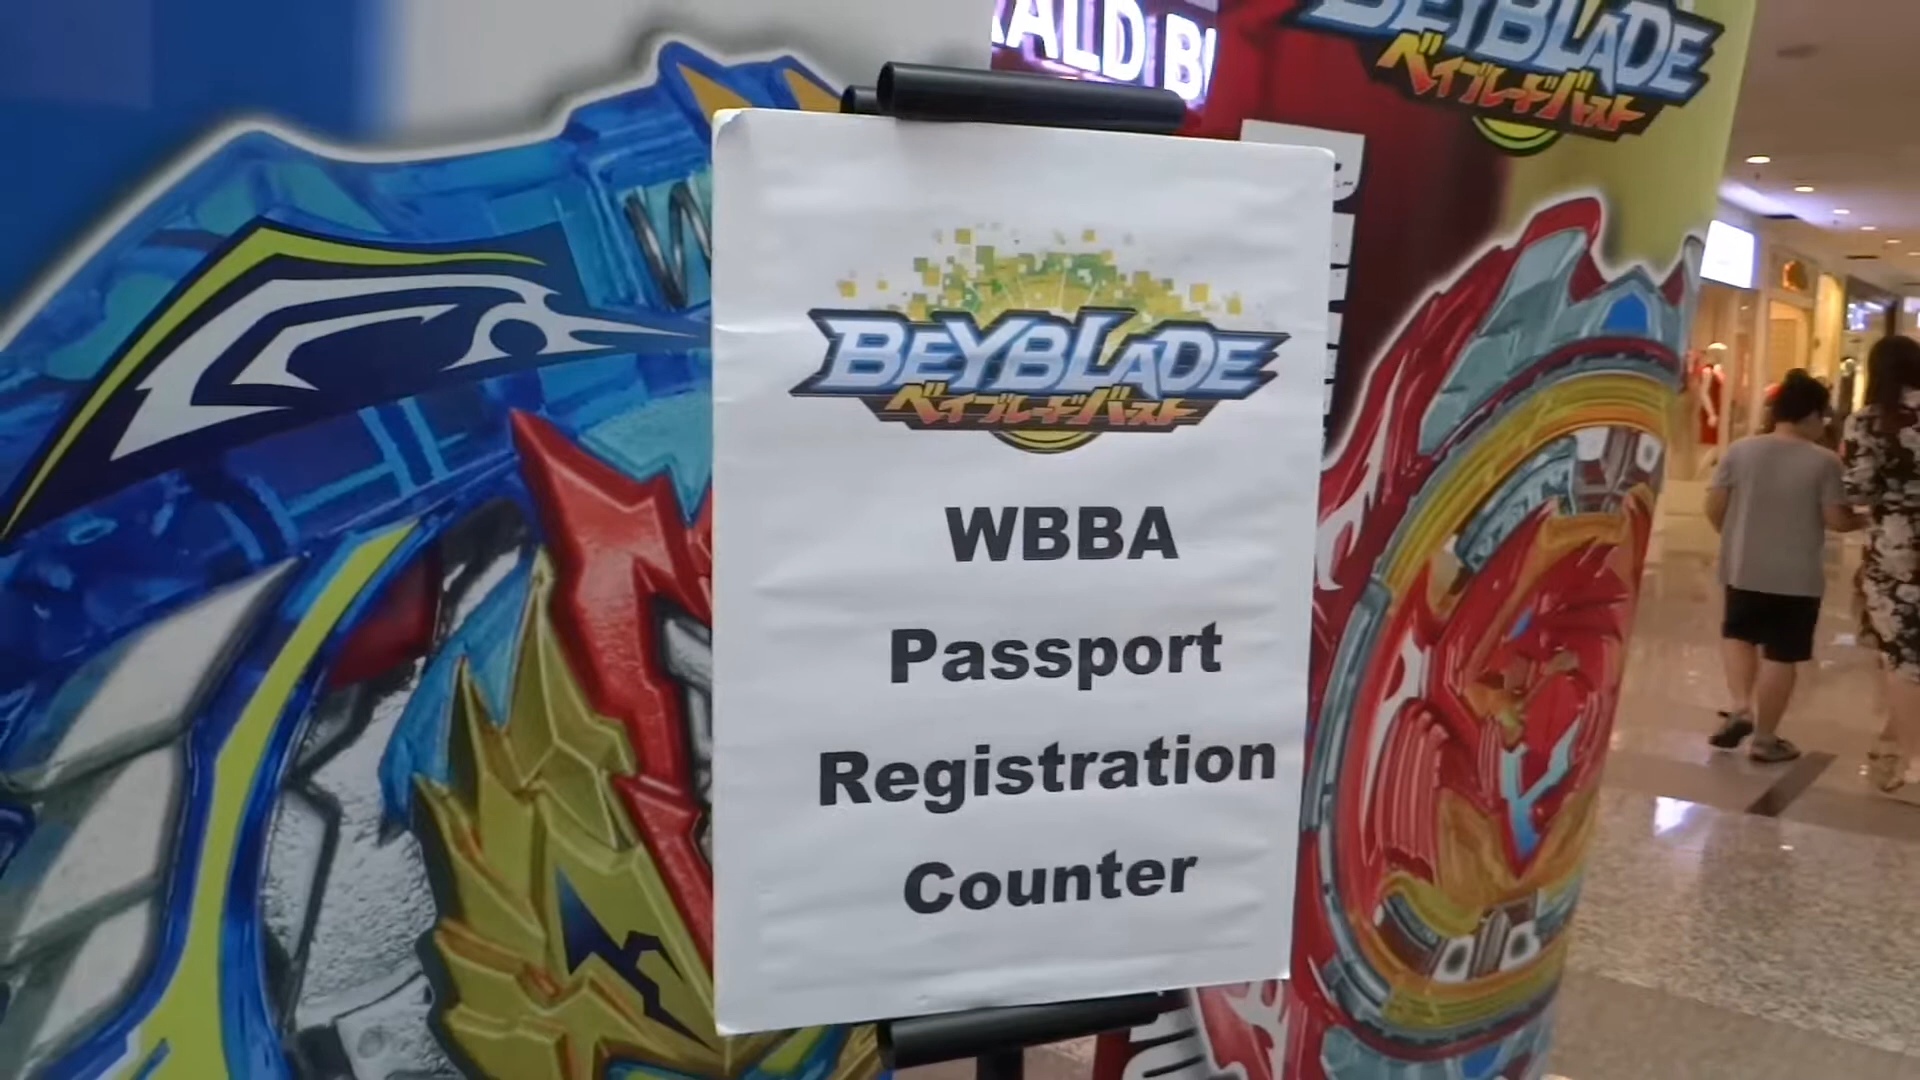 ALD B
BEYBLADE
ベイブレードバースト
BEYBLADE
ベイブレードバースト
WBBA
Passport
Registration
Counter